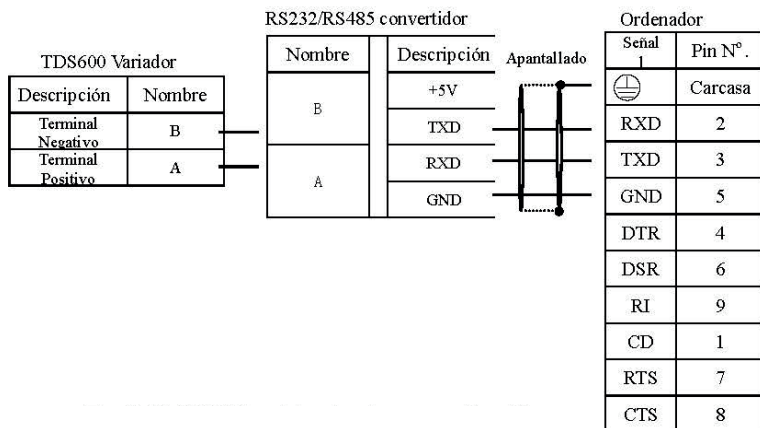 RS232/RS485 convertidor
Ordenador
TDS600 Variador
Nombre Descripción Apantallado
Señal 1 Pin Nº.
Descripción Nombre
+5V
Carcasa
B
Terminal Negativo B
TXD
RXD 2
Terminal Positivo A
A
RXD
TXD 3
GND
GND 5
DTR 4
DSR 6
RI 9
CD 1
RTS 7
CTS 8